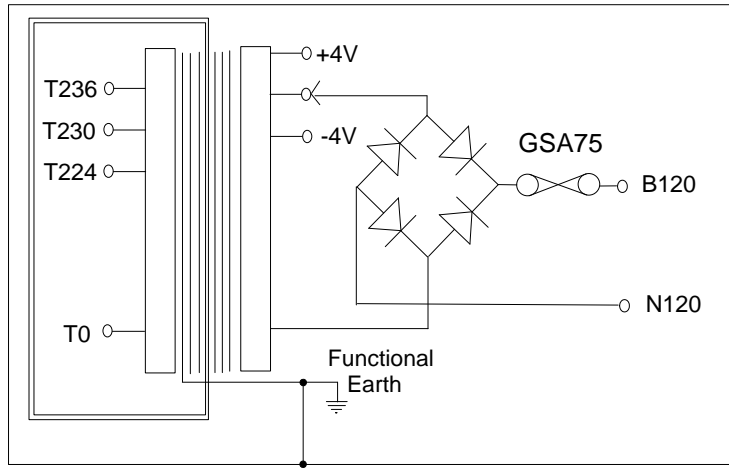 +4V
T236
T230
-4V
GSA75
T224
B120
N120
T0
Functional
Earth